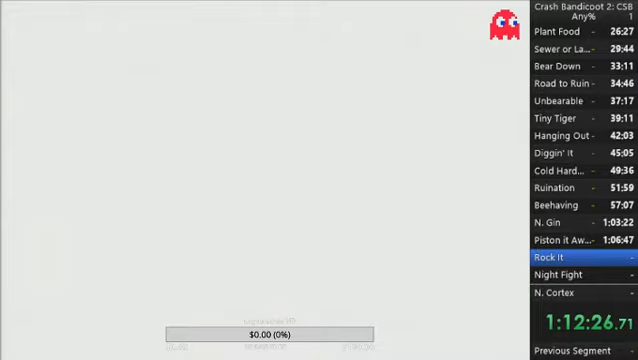 Crash Bandicoot 2: CSB
Any% 1
Plant Food - 26:27
Sewer or La... - 29:44
Bear Down - 33:11
Road to Ruin - 34:46
Unbearable - 37:17
Tiny Tiger - 39:11
Hanging Out - 42:03
Diggin' It - 45:05
Cold Hard... - 49:36
Ruination - 51:59
Beehaving - 57:07
N. Gin - 1:03:22
Piston it Aw... - 1:06:47
Rock It -
Night Fight -
N. Cortex -
1:12:26.71
$0.00 (0%)
Previous Segment -